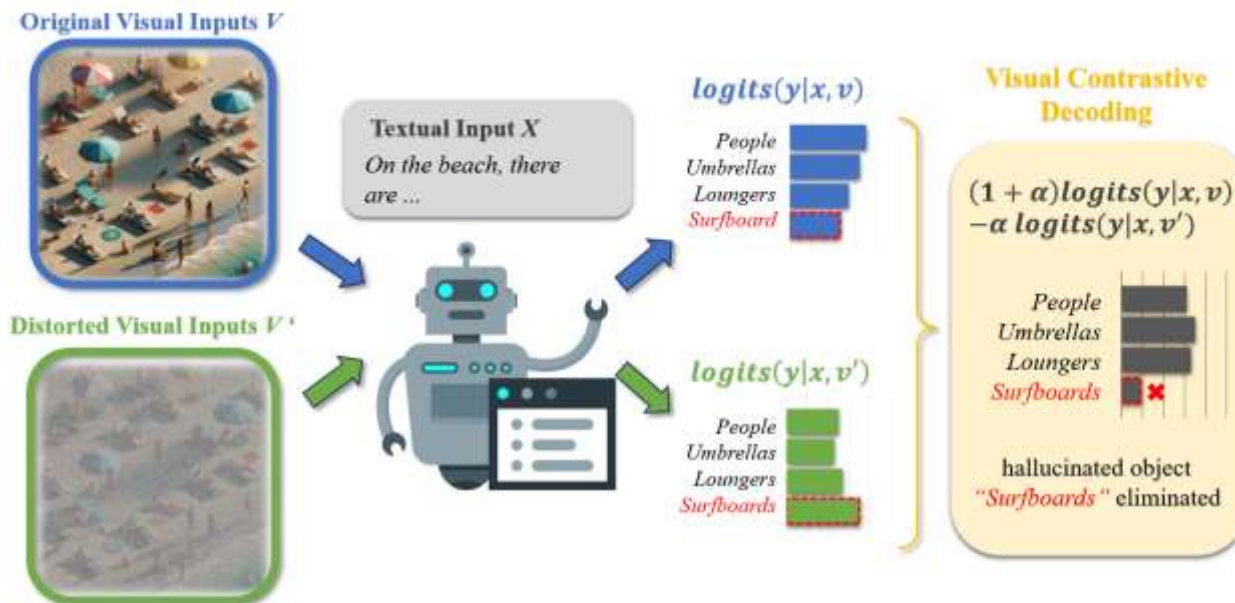 Original Visual Inputs V
Distorted Visual Inputs V ‘
Textual Input X
On the beach, there
are ...
logits(y|x, v)
People
Umbrellas
Loungers
Surfboard
logits(y|x, v′)
People
Umbrellas
Loungers
Surfboards
Visual Contrastive
Decoding
(1 + α)logits(y|x, v)
−α logits(y|x, v′)
People
Umbrellas
Loungers
Surfboards
hallucinated object
“Surfboards” eliminated